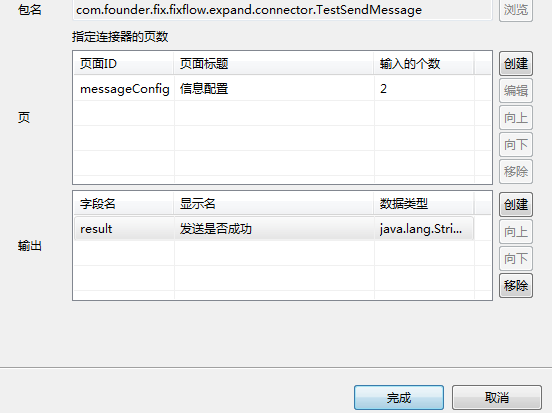 包名 com.founder.fix.fixflow.expand.connector.TestSendMessage 浏览
指定连接器的页数
页面ID 页面标题 输入的个数 创建
messageConfig 信息配置 2 编辑
页 向上
向下
移除
字段名 显示名 数据类型 创建
result 发送是否成功 java.lang.Stri... 向上
输出 向下
移除
完成 取消